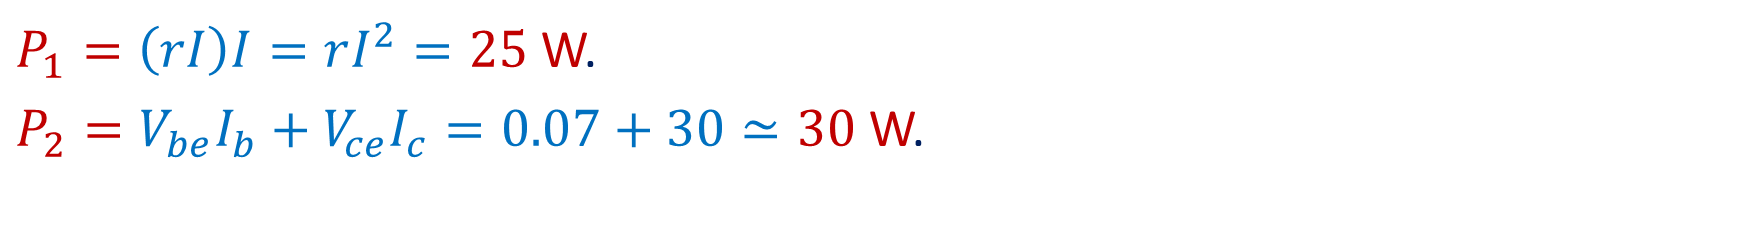 P₁ = (rI)I = rI² = 25 W.
P₂ = V_be I_b + V_ce I_c = 0.07 + 30 ≃ 30 W.